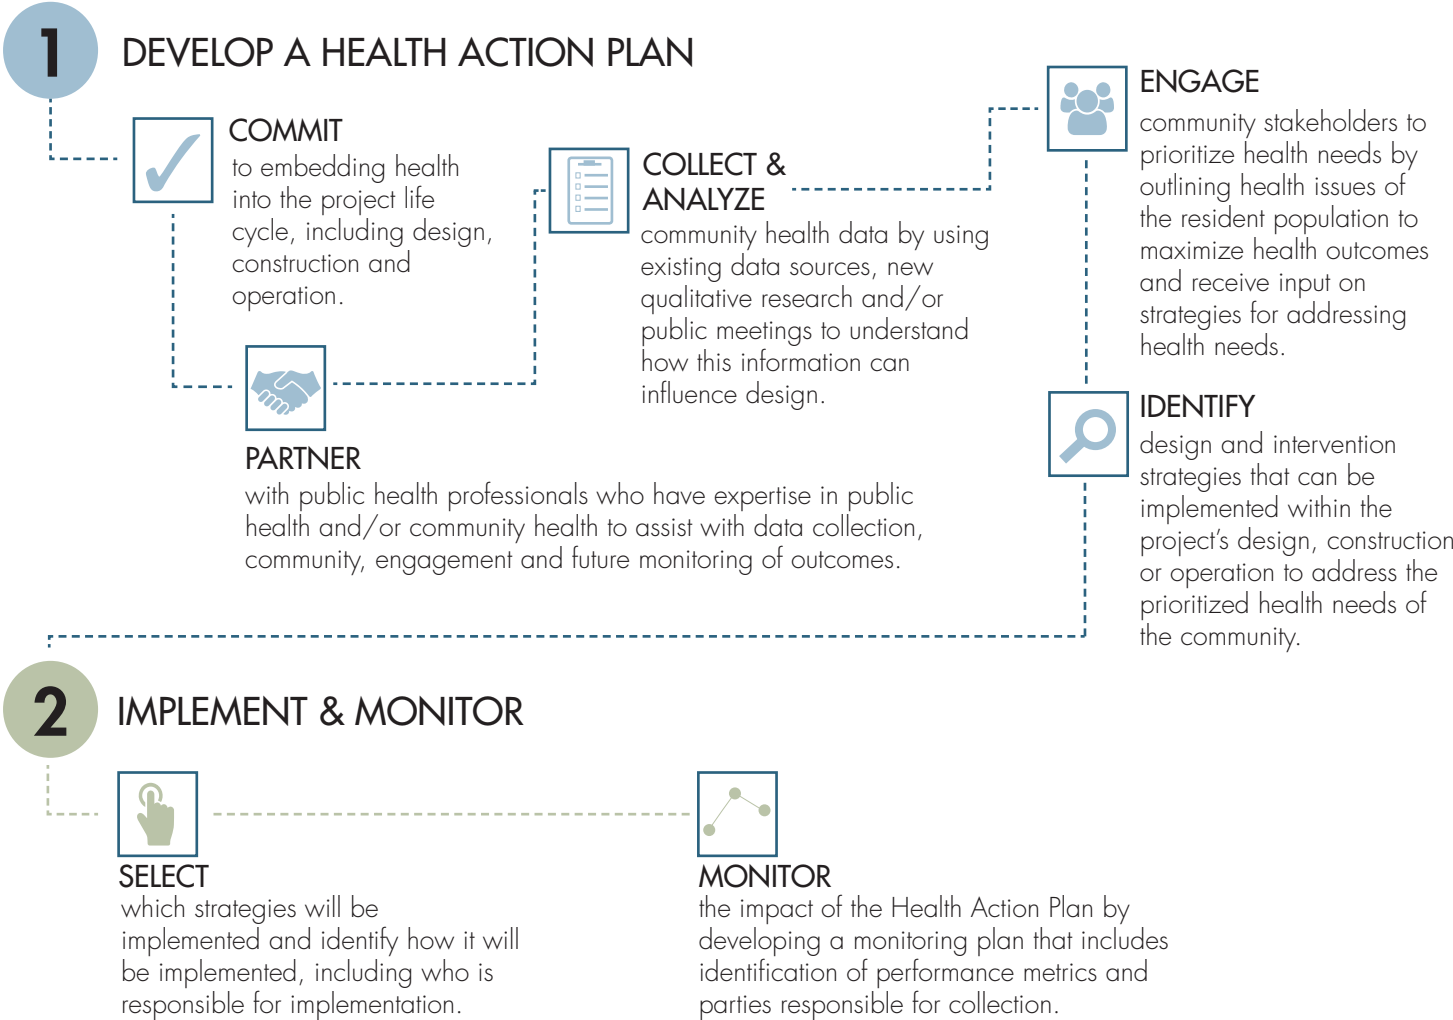 1
DEVELOP A HEALTH ACTION PLAN
COMMIT
to embedding health
into the project life
cycle, including design,
construction and
operation.
PARTNER
with public health professionals who have expertise in public
health and/or community health to assist with data collection,
community, engagement and future monitoring of outcomes.
COLLECT &
ANALYZE
community health data by using
existing data sources, new
qualitative research and/or
public meetings to understand
how this information can
influence design.
ENGAGE
community stakeholders to
prioritize health needs by
outlining health issues of
the resident population to
maximize health outcomes
and receive input on
strategies for addressing
health needs.
IDENTIFY
design and intervention
strategies that can be
implemented within the
project's design, construction
or operation to address the
prioritized health needs of
the community.
2
IMPLEMENT & MONITOR
SELECT
which strategies will be
implemented and identify how it will
be implemented, including who is
responsible for implementation.
MONITOR
the impact of the Health Action Plan by
developing a monitoring plan that includes
identification of performance metrics and
parties responsible for collection.